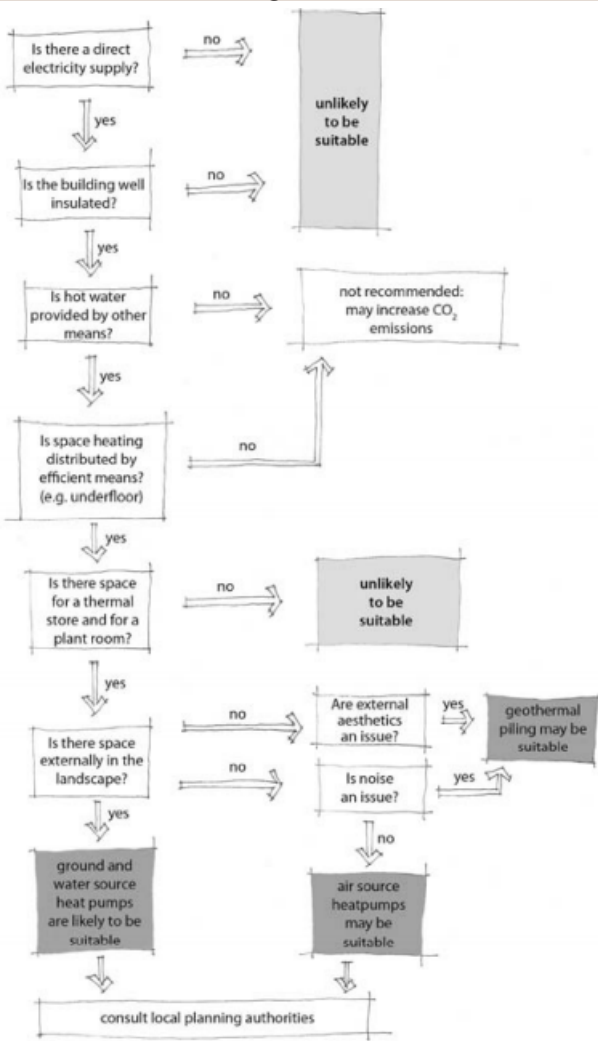 Is there a direct
electricity supply?
no
unlikely
to be
suitable
yes
Is the building well
insulated?
no
yes
Is hot water
provided by other
means?
no
not recommended:
may increase CO₂
emissions
yes
Is space heating
distributed by
efficient means?
(e.g. underfloor)
no
yes
Is there space
for a thermal
store and for a
plant room?
no
unlikely
to be
suitable
yes
Is there space
externally in the
landscape?
no
Are external
aesthetics
an issue?
yes
geothermal
piling may be
suitable
no
Is noise
an issue?
yes
yes
no
ground and
water source
heat pumps
are likely to be
suitable
air source
heatpumps
may be
suitable
consult local planning authorities